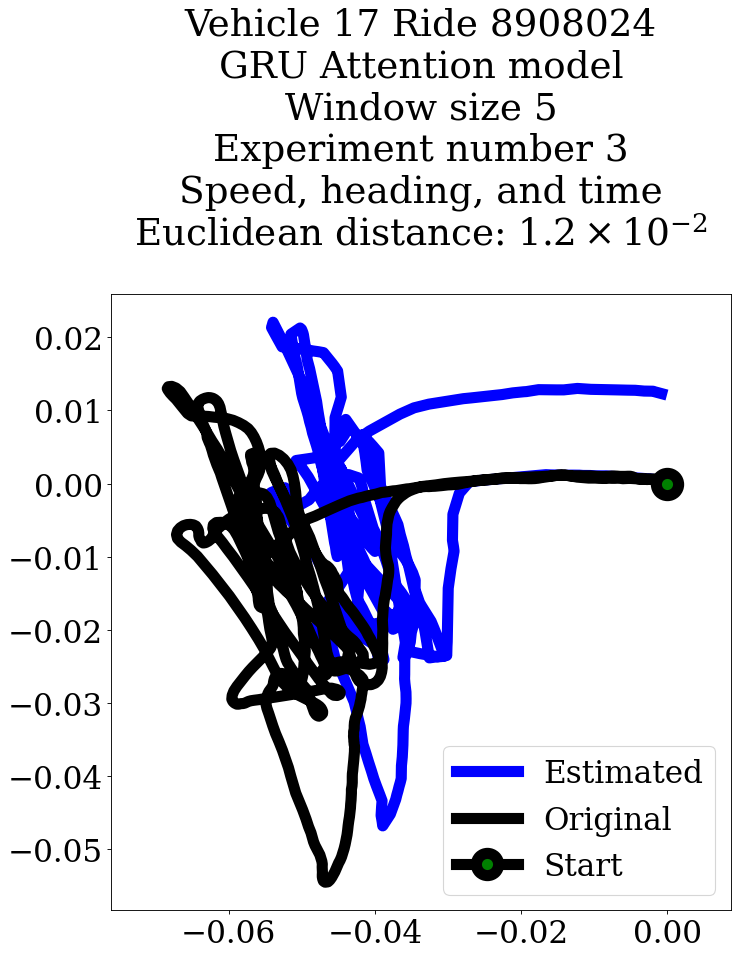 Vehicle 17 Ride 8908024
GRU Attention model
Window size 5
Experiment number 3
Speed, heading, and time
Euclidean distance: 1.2 × 10⁻²
0.02
0.01
0.00
−0.01
−0.02
−0.03
−0.04
−0.05
Estimated
Original
Start
−0.06
−0.04
−0.02
0.00